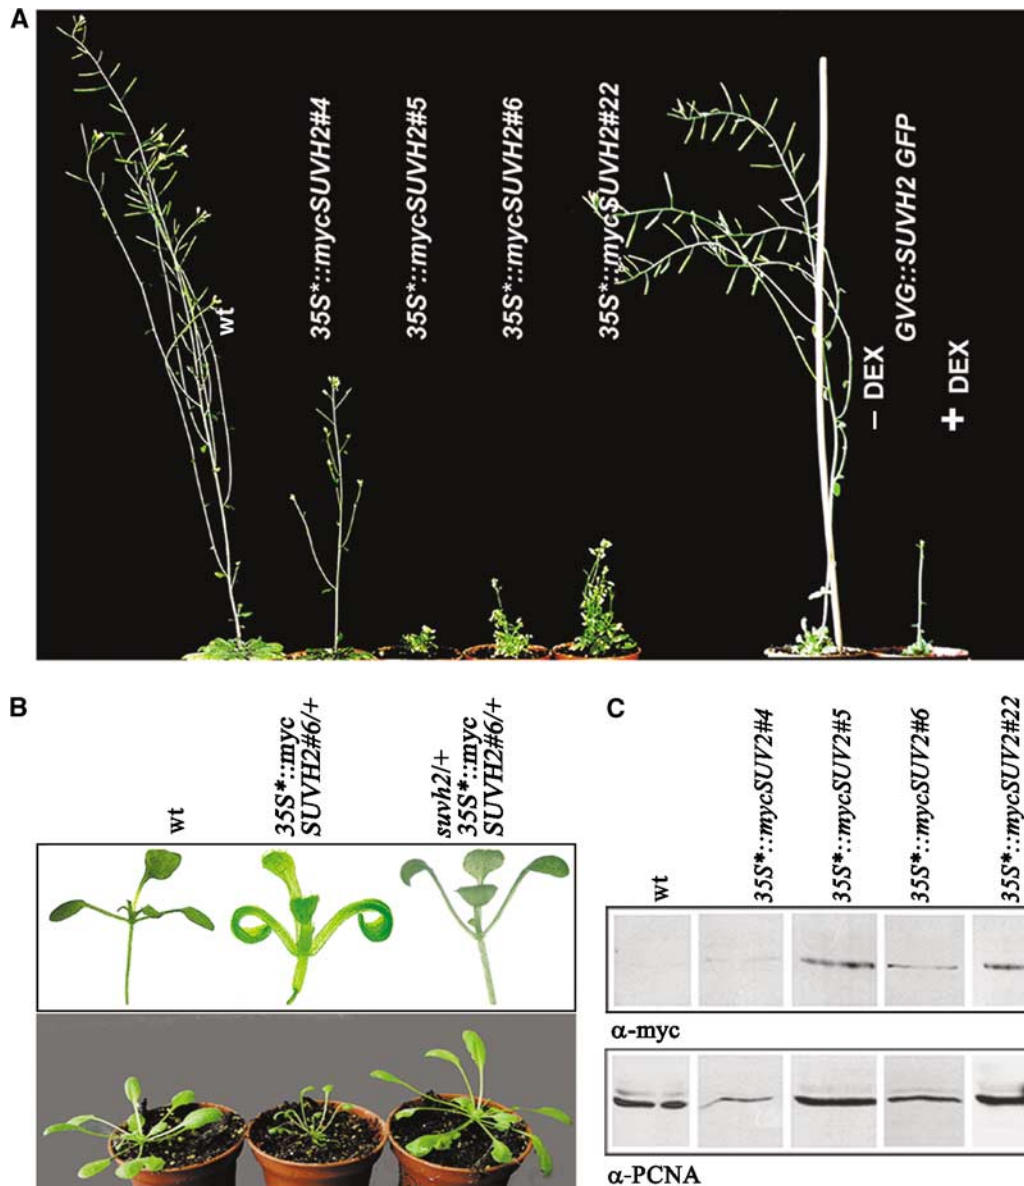 A
wt
35S*::mycSUVH2#4
35S*::mycSUVH2#5
35S*::mycSUVH2#6
35S*::mycSUVH2#22
– DEX
GVG::SUVH2 GFP
+ DEX
B
wt
35S*::myc
SUVH2#6/+
suvh2/+
35S*::myc
SUVH2#6/+
C
wt
35S*::mycSUV2#4
35S*::mycSUV2#5
35S*::mycSUV2#6
35S*::mycSUV2#22
α-myc
α-PCNA